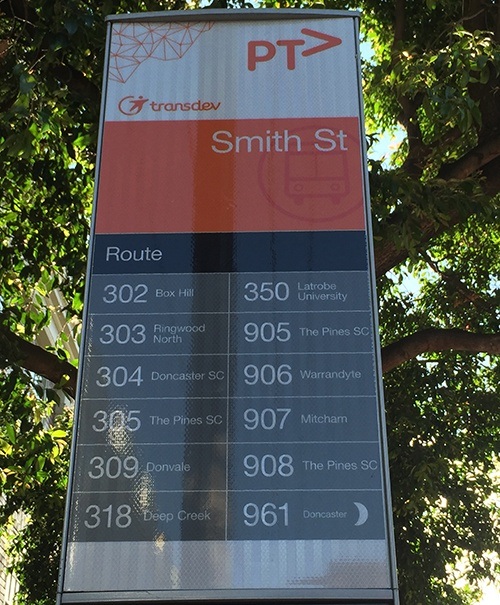 PT>
transdev
Smith St
Route
302 Box Hill
303 Ringwood
North
304 Doncaster SC
305 The Pines SC
309 Donvale
318 Deep Creek
350 Latrobe
University
905 The Pines SC
906 Warrandyte
907 Mitcham
908 The Pines SC
961 Doncaster